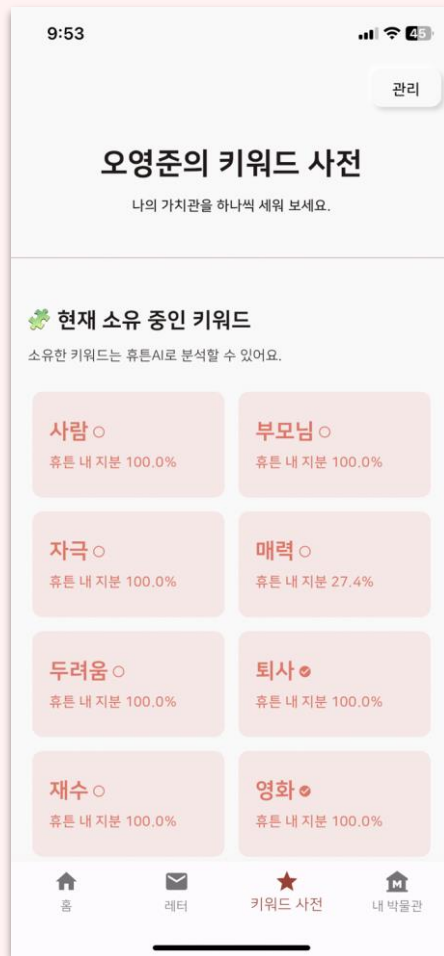 9:53
45
관리
오영준의 키워드 사전
나의 가치관을 하나씩 세워 보세요.
현재 소유 중인 키워드
소유한 키워드는 휴튼AI로 분석할 수 있어요.
사람
휴튼 내 지분 100.0%
부모님
휴튼 내 지분 100.0%
자극
휴튼 내 지분 100.0%
매력
휴튼 내 지분 27.4%
두려움
휴튼 내 지분 100.0%
퇴사
휴튼 내 지분 100.0%
재수
휴튼 내 지분 100.0%
영화
휴튼 내 지분 100.0%
홈
레터
키워드 사전
M
내 박물관